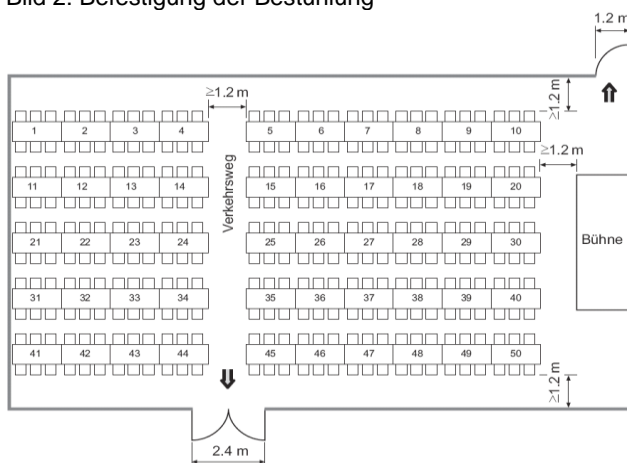 Bild 2: Befestigung der Bestuhlung
1.2 m
≥1.2 m
≥1.2 m
1 2 3 4 5 6 7 8 9 10
≥1.2 m
11 12 13 14 15 16 17 18 19 20
Verkehrsweg
21 22 23 24 25 26 27 28 29 30
Bühne
31 32 33 34 35 36 37 38 39 40
41 42 43 44 45 46 47 48 49 50
≥1.2 m
2.4 m